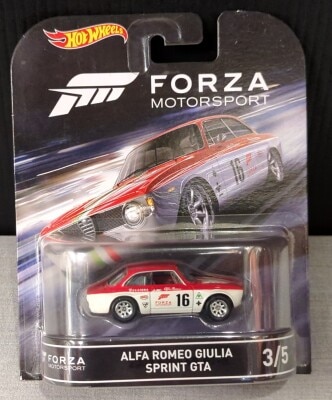 Hot Wheels
FORZA
MOTORSPORT
16
FORZA
16
FORZA
MOTORSPORT
ALFA ROMEO GIULIA
SPRINT GTA
3/5